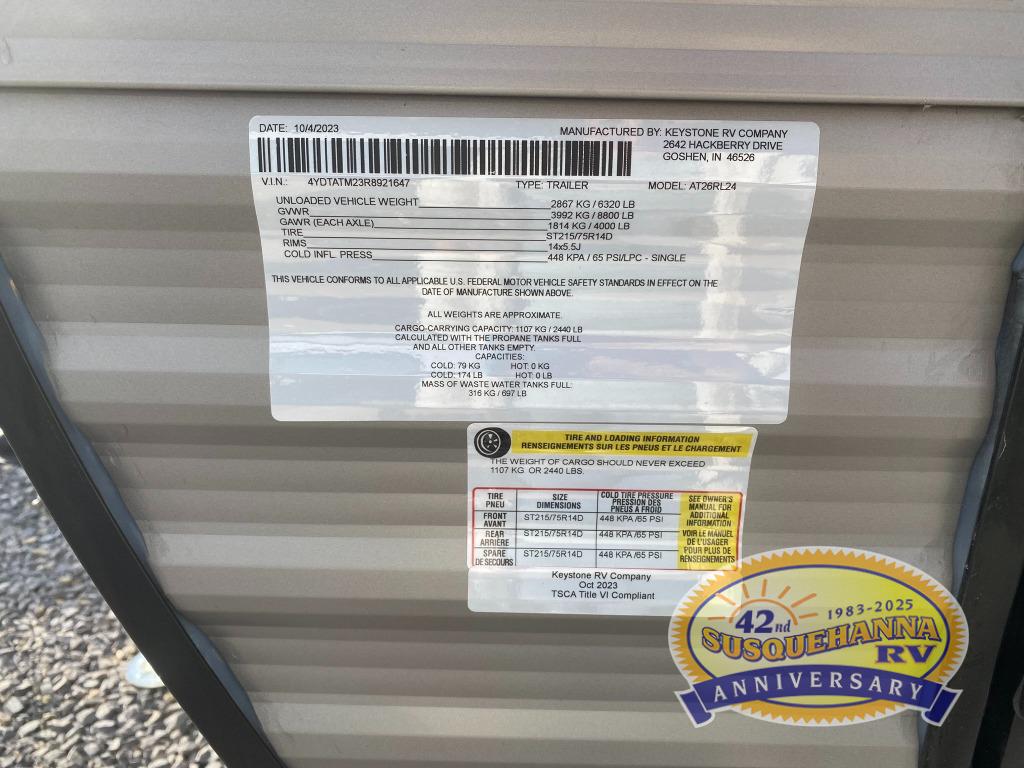 DATE: 10/4/2023
MANUFACTURED BY: KEYSTONE RV COMPANY
2642 HACKBERRY DRIVE
GOSHEN, IN 46526
V.I.N.: 4YDTATM23R8921647 TYPE: TRAILER MODEL: AT26RL24
UNLOADED VEHICLE WEIGHT 2867 KG / 6320 LB
GVWR 3992 KG / 8800 LB
GAWR (EACH AXLE) 1814 KG / 4000 LB
TIRE ST215/75R14D
RIMS 14x5.5J
COLD INFL. PRESS 448 KPA / 65 PSI/LPC - SINGLE
THIS VEHICLE CONFORMS TO ALL APPLICABLE U.S. FEDERAL MOTOR VEHICLE SAFETY STANDARDS IN EFFECT ON THE
DATE OF MANUFACTURE SHOWN ABOVE.
ALL WEIGHTS ARE APPROXIMATE.
CARGO-CARRYING CAPACITY: 1107 KG / 2440 LB
CALCULATED WITH THE PROPANE TANKS FULL
AND ALL OTHER TANKS EMPTY.
CAPACITIES:
COLD: 79 KG HOT: 0 KG
COLD: 174 LB HOT: 0 LB
MASS OF WASTE WATER TANKS FULL:
316 KG / 697 LB
TIRE AND LOADING INFORMATION
RENSEIGNEMENTS SUR LES PNEUS ET LE CHARGEMENT
THE WEIGHT OF CARGO SHOULD NEVER EXCEED
1107 KG OR 2440 LBS.
TIRE
PNEU
SIZE
DIMENSIONS
COLD TIRE PRESSURE
PRESSION DES
PNEUS A FROID
SEE OWNER'S
MANUAL FOR
ADDITIONAL
INFORMATION
VOIR LE MANUEL
DE L'USAGER
POUR PLUS DE
RENSEIGNEMENTS
FRONT
AVANT
ST215/75R14D
448 KPA/65 PSI
REAR
ARRIÈRE
ST215/75R14D
448 KPA/65 PSI
SPARE
DE SECOURS
ST215/75R14D
448 KPA/65 PSI
Keystone RV Company
Oct 2023
TSCA Title VI Compliant
42nd 1983-2025
SUSQUEHANNA
RV
ANNIVERSARY